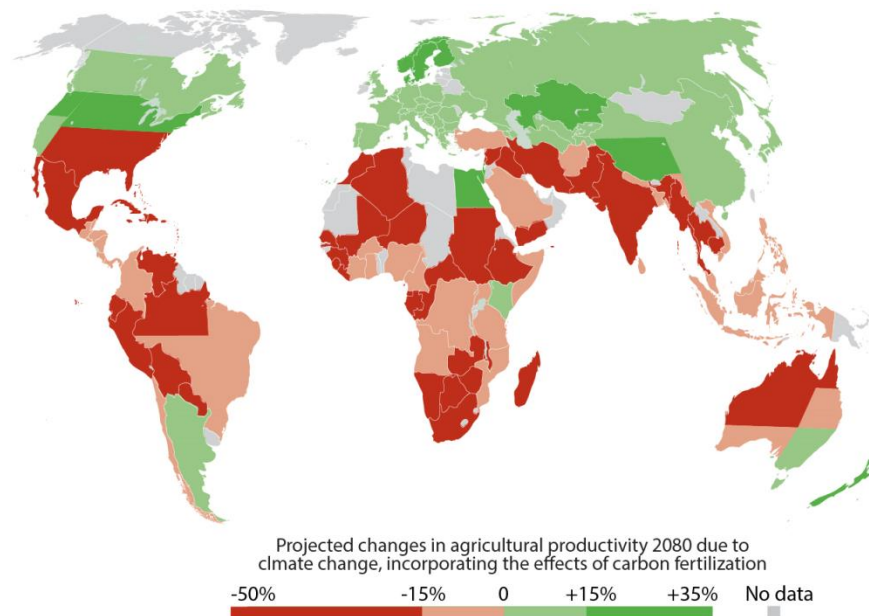 Projected changes in agricultural productivity 2080 due to
clmate change, incorporating the effects of carbon fertilization
-50% -15% 0 +15% +35% No data